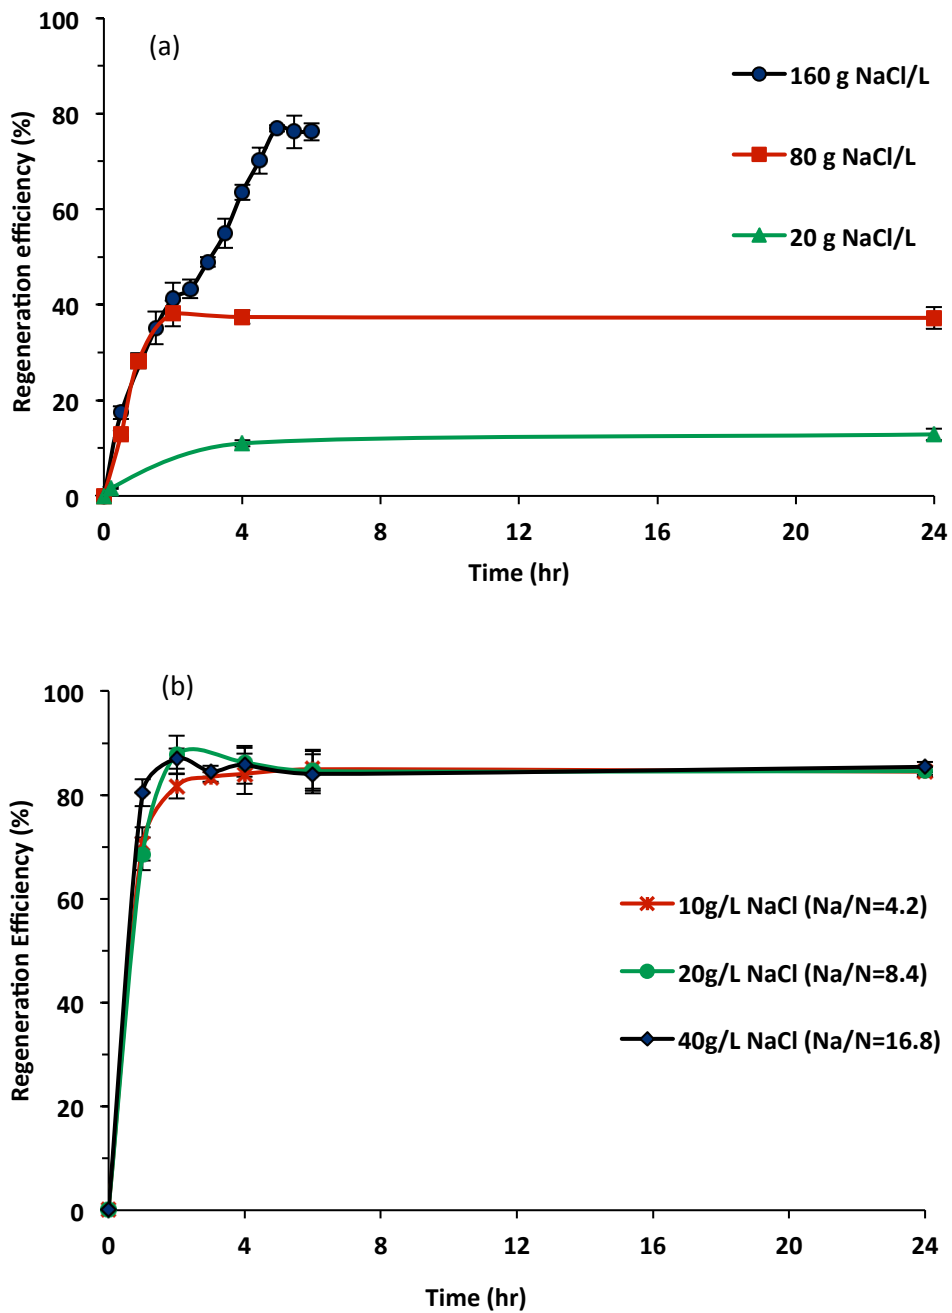 (a)
100
80
60
40
20
0
Regeneration efficiency (%)
160 g NaCl/L
80 g NaCl/L
20 g NaCl/L
0 4 8 12 16 20 24
Time (hr)
(b)
100
80
60
40
20
0
Regeneration Efficiency (%)
10g/L NaCl (Na/N=4.2)
20g/L NaCl (Na/N=8.4)
40g/L NaCl (Na/N=16.8)
0 4 8 12 16 20 24
Time (hr)